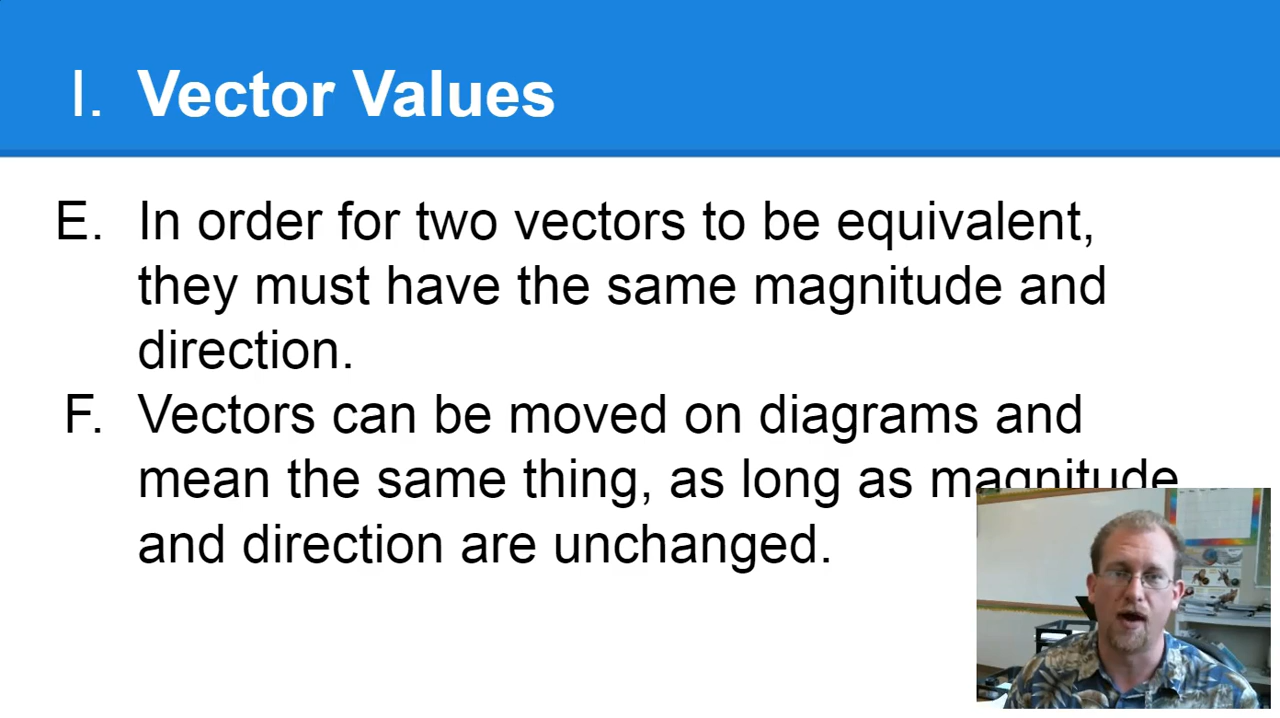 I. Vector Values
E. In order for two vectors to be equivalent,
they must have the same magnitude and
direction.
F. Vectors can be moved on diagrams and
mean the same thing, as long as magnitude
and direction are unchanged.